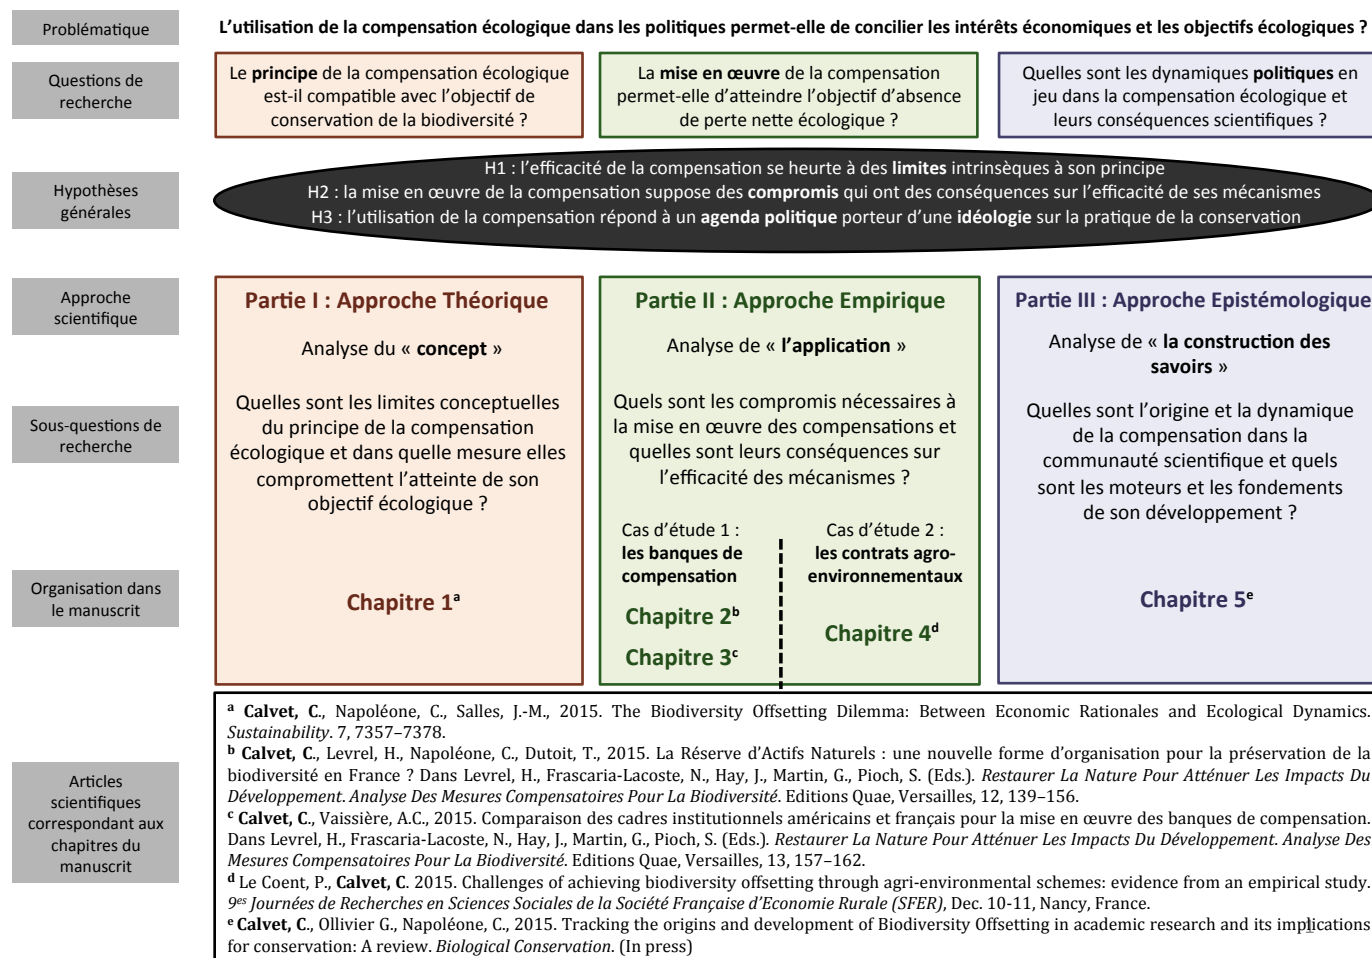 Problématique
L'utilisation de la compensation écologique dans les politiques permet-elle de concilier les intérêts économiques et les objectifs écologiques ?
Questions de
recherche
Le principe de la compensation écologique
est-il compatible avec l'objectif de
conservation de la biodiversité ?
La mise en œuvre de la compensation
permet-elle d'atteindre l'objectif d'absence
de perte nette écologique ?
Quelles sont les dynamiques politiques en
jeu dans la compensation écologique et
leurs conséquences scientifiques ?
Hypothèses
générales
H1 : l'efficacité de la compensation se heurte à des limites intrinsèques à son principe
H2 : la mise en œuvre de la compensation suppose des compromis qui ont des conséquences sur l'efficacité de ses mécanismes
H3 : l'utilisation de la compensation répond à un agenda politique porteur d'une idéologie sur la pratique de la conservation
Approche
scientifique
Partie I : Approche Théorique
Analyse du « concept »
Partie II : Approche Empirique
Analyse de « l'application »
Partie III : Approche Epistémologique
Analyse de « la construction des
savoirs »
Sous-questions de
recherche
Quelles sont les limites conceptuelles
du principe de la compensation
écologique et dans quelle mesure elles
compromettent l'atteinte de son
objectif écologique ?
Quels sont les compromis nécessaires à
la mise en œuvre des compensations et
quelles sont leurs conséquences sur
l'efficacité des mécanismes ?
Quelles sont l'origine et la dynamique
de la compensation dans la
communauté scientifique et quels
sont les moteurs et les fondements
de son développement ?
Organisation dans
le manuscrit
Chapitre 1a
Cas d'étude 1 :
les banques de
compensation
Chapitre 2b
Chapitre 3c
Cas d'étude 2 :
les contrats agro-
environnementaux
Chapitre 4d
Chapitre 5e
Articles
scientifiques
correspondant aux
chapitres du
manuscrit
a Calvet, C., Napoléone, C., Salles, J.-M., 2015. The Biodiversity Offsetting Dilemma: Between Economic Rationales and Ecological Dynamics.
Sustainability. 7, 7357–7378.
b Calvet, C., Levrel, H., Napoléone, C., Dutoit, T., 2015. La Réserve d'Actifs Naturels : une nouvelle forme d'organisation pour la préservation de la
biodiversité en France ? Dans Levrel, H., Frascaria-Lacoste, N., Hay, J., Martin, G., Pioch, S. (Eds.). Restaurer La Nature Pour Atténuer Les Impacts Du
Développement. Analyse Des Mesures Compensatoires Pour La Biodiversité. Editions Quae, Versailles, 12, 139–156.
c Calvet, C., Vaissière, A.C., 2015. Comparaison des cadres institutionnels américains et français pour la mise en œuvre des banques de compensation.
Dans Levrel, H., Frascaria-Lacoste, N., Hay, J., Martin, G., Pioch, S. (Eds.). Restaurer La Nature Pour Atténuer Les Impacts Du Développement. Analyse Des
Mesures Compensatoires Pour La Biodiversité. Editions Quae, Versailles, 13, 157–162.
d Le Coent, P., Calvet, C. 2015. Challenges of achieving biodiversity offsetting through agri-environmental schemes: evidence from an empirical study.
9es Journées de Recherches en Sciences Sociales de la Société Française d'Economie Rurale (SFER), Dec. 10-11, Nancy, France.
e Calvet, C., Ollivier G., Napoléone, C., 2015. Tracking the origins and development of Biodiversity Offsetting in academic research and its implications
for conservation: A review. Biological Conservation. (In press)
1